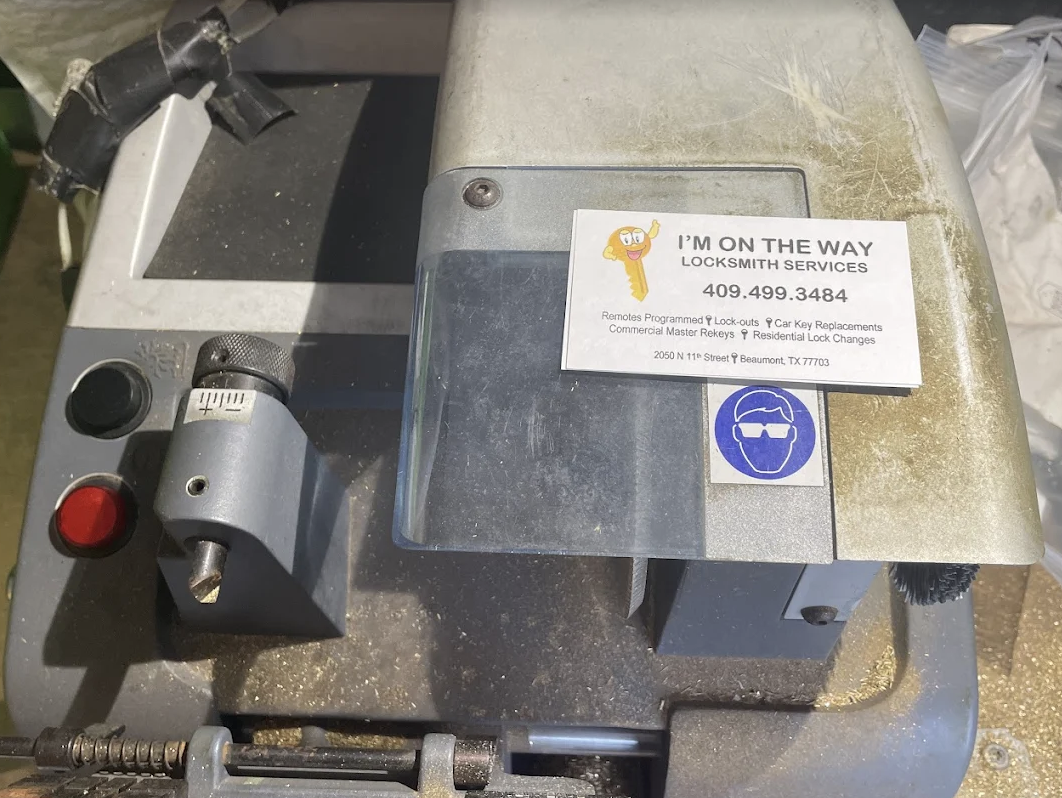 I'M ON THE WAY
LOCKSMITH SERVICES
409.499.3484
Remotes Programmed Lock-outs Car Key Replacements
Commercial Master Rekeys Residential Lock Changes
2050 N 11th Street Beaumont, TX 77703
+ −